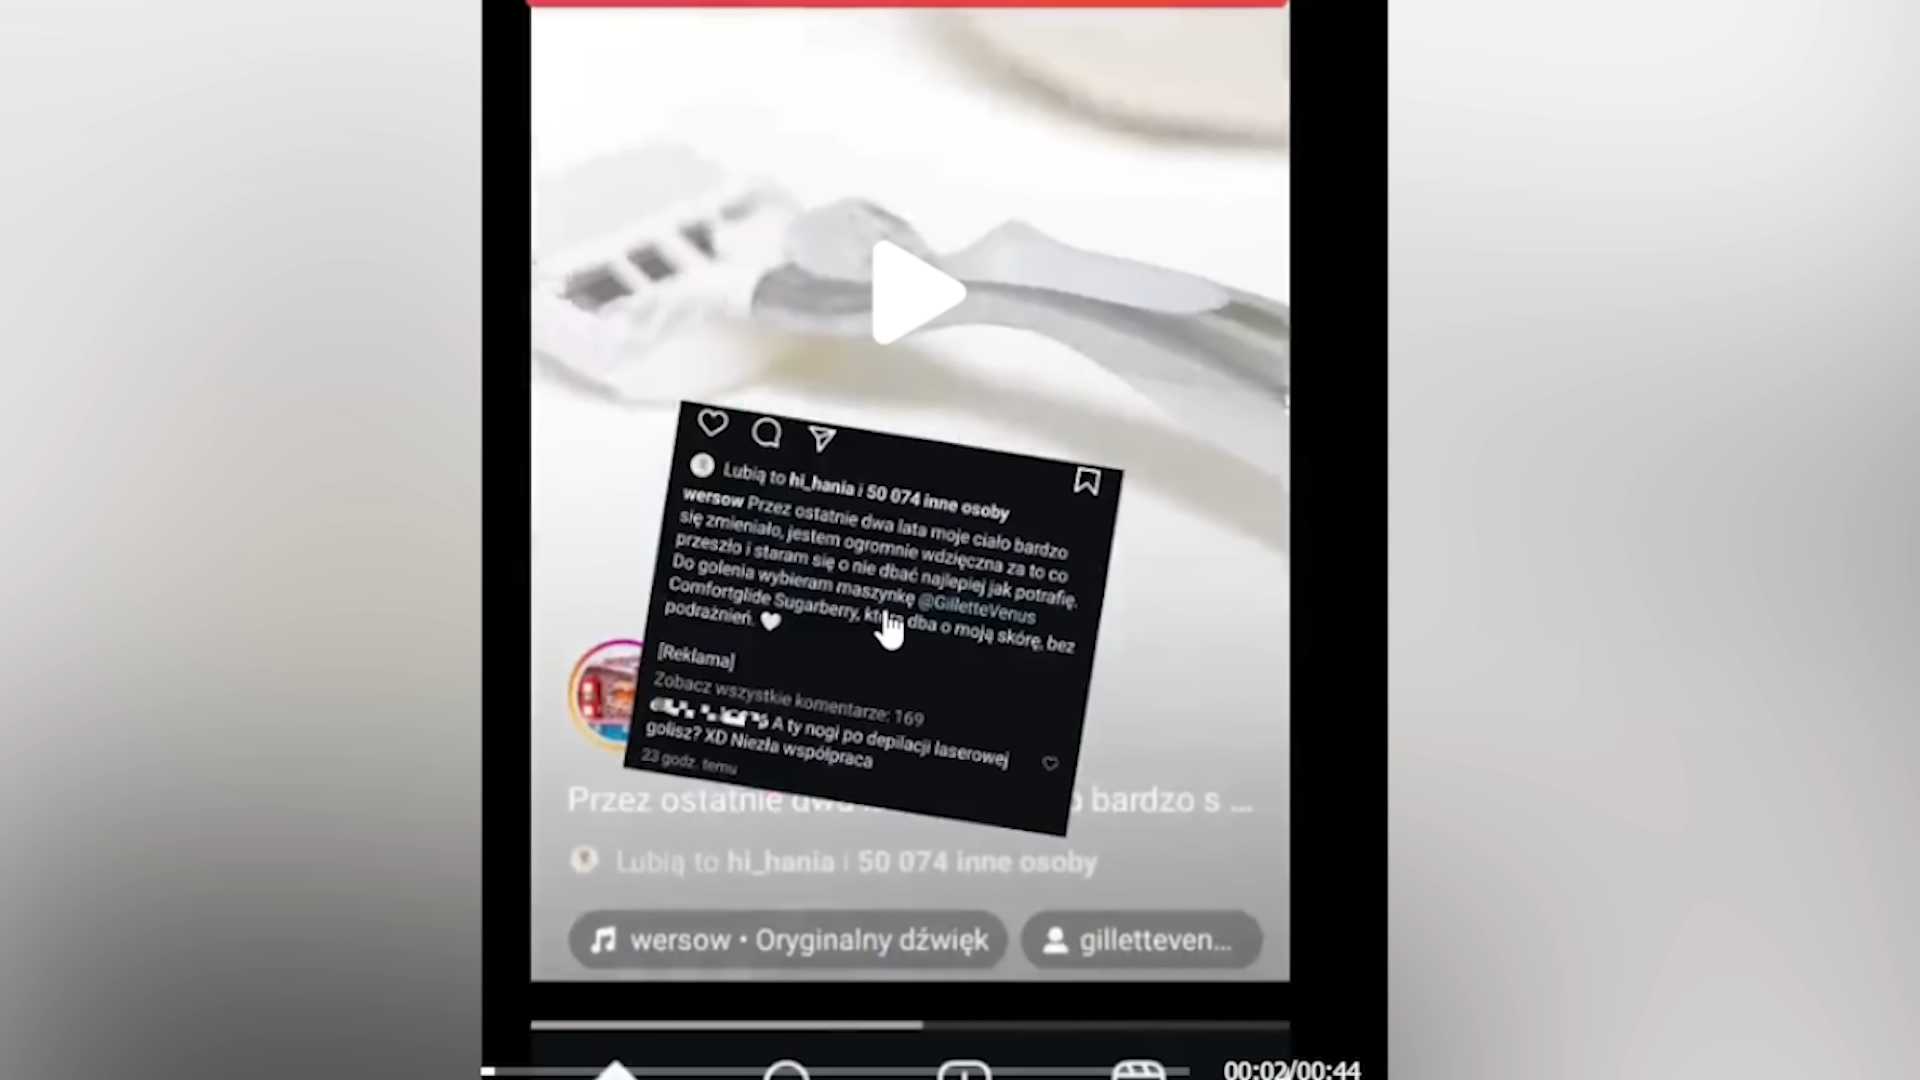 Lubią to hi_hania i 50 074 inne osoby
wersow Przez ostatnie dwa lata moje ciało bardzo
się zmieniało, jestem ogromnie wdzięczna za to co
przeszło i staram się o nie dbać najlepiej jak potrafię.
Do golenia wybieram maszynkę @GilletteVenus
Comfortglide Sugarberry, dba o moją skórę, bez
podrażnień. 🤍
[Reklama]
Zobacz wszystkie komentarze: 169
A ty nogi po depilacji laserowej
golisz? XD Niezła współpraca
23 godz. temu
Przez ostatnie bardzo s ...
Lubią to hi_hania i 50 074 inne osoby
wersow • Oryginalny dźwięk
gilletteven...
00:02/00:44